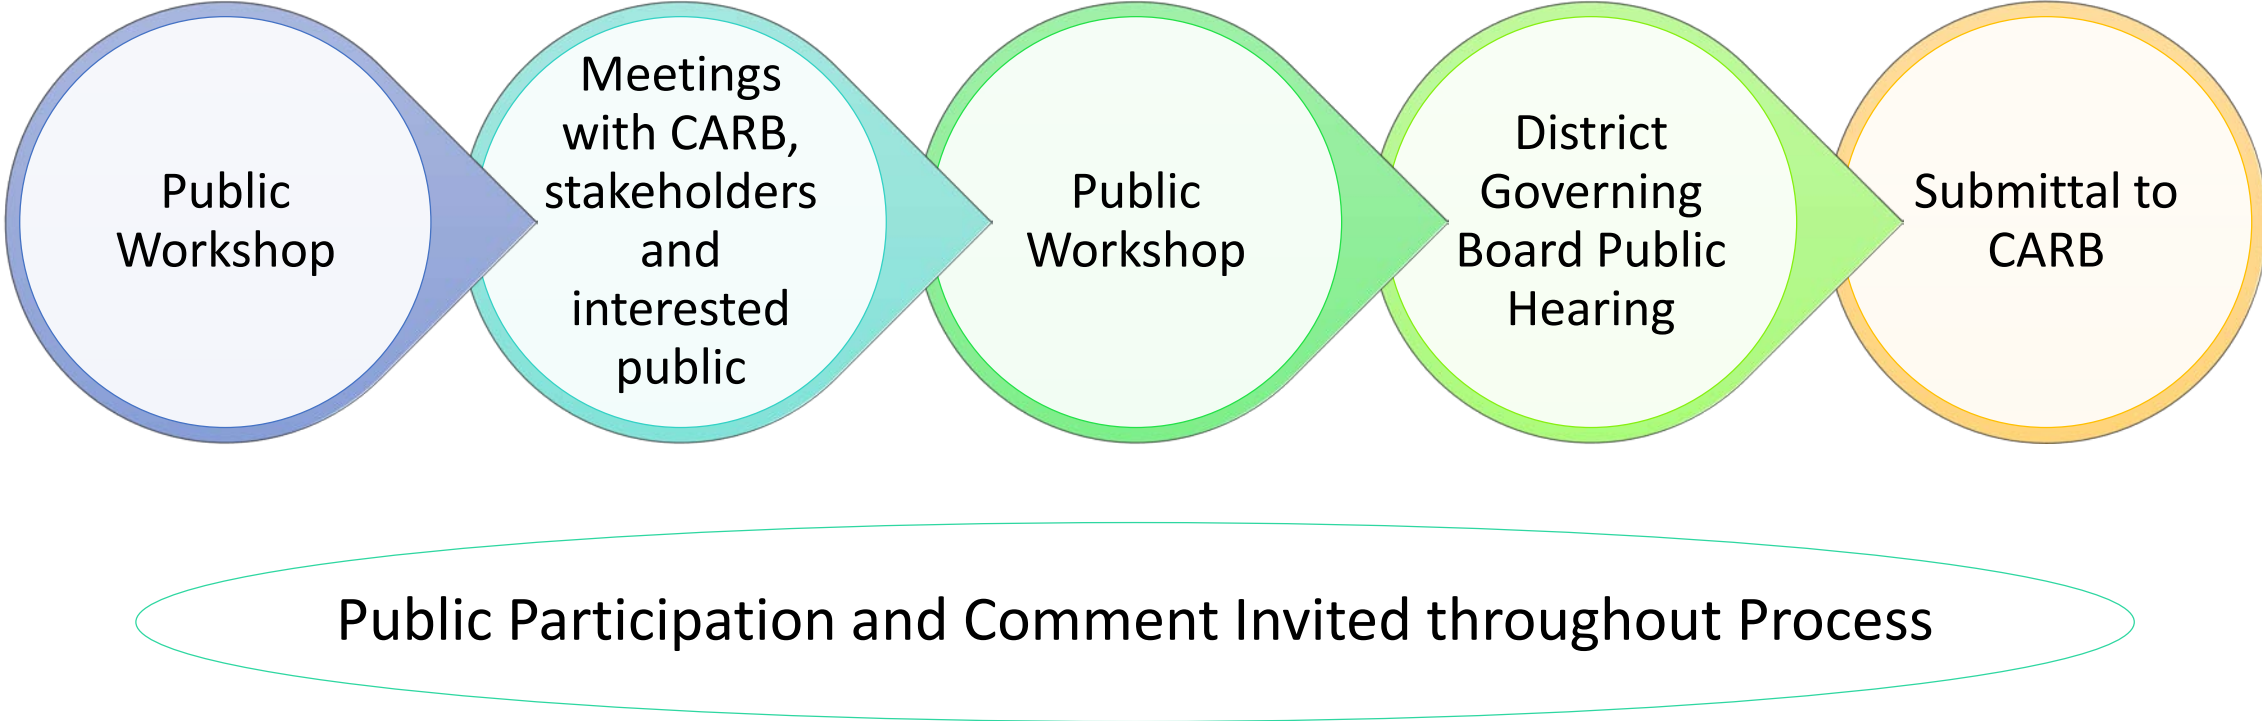 Public
Workshop
Meetings
with CARB,
stakeholders
and
interested
public
Public
Workshop
District
Governing
Board Public
Hearing
Submittal to
CARB
Public Participation and Comment Invited throughout Process